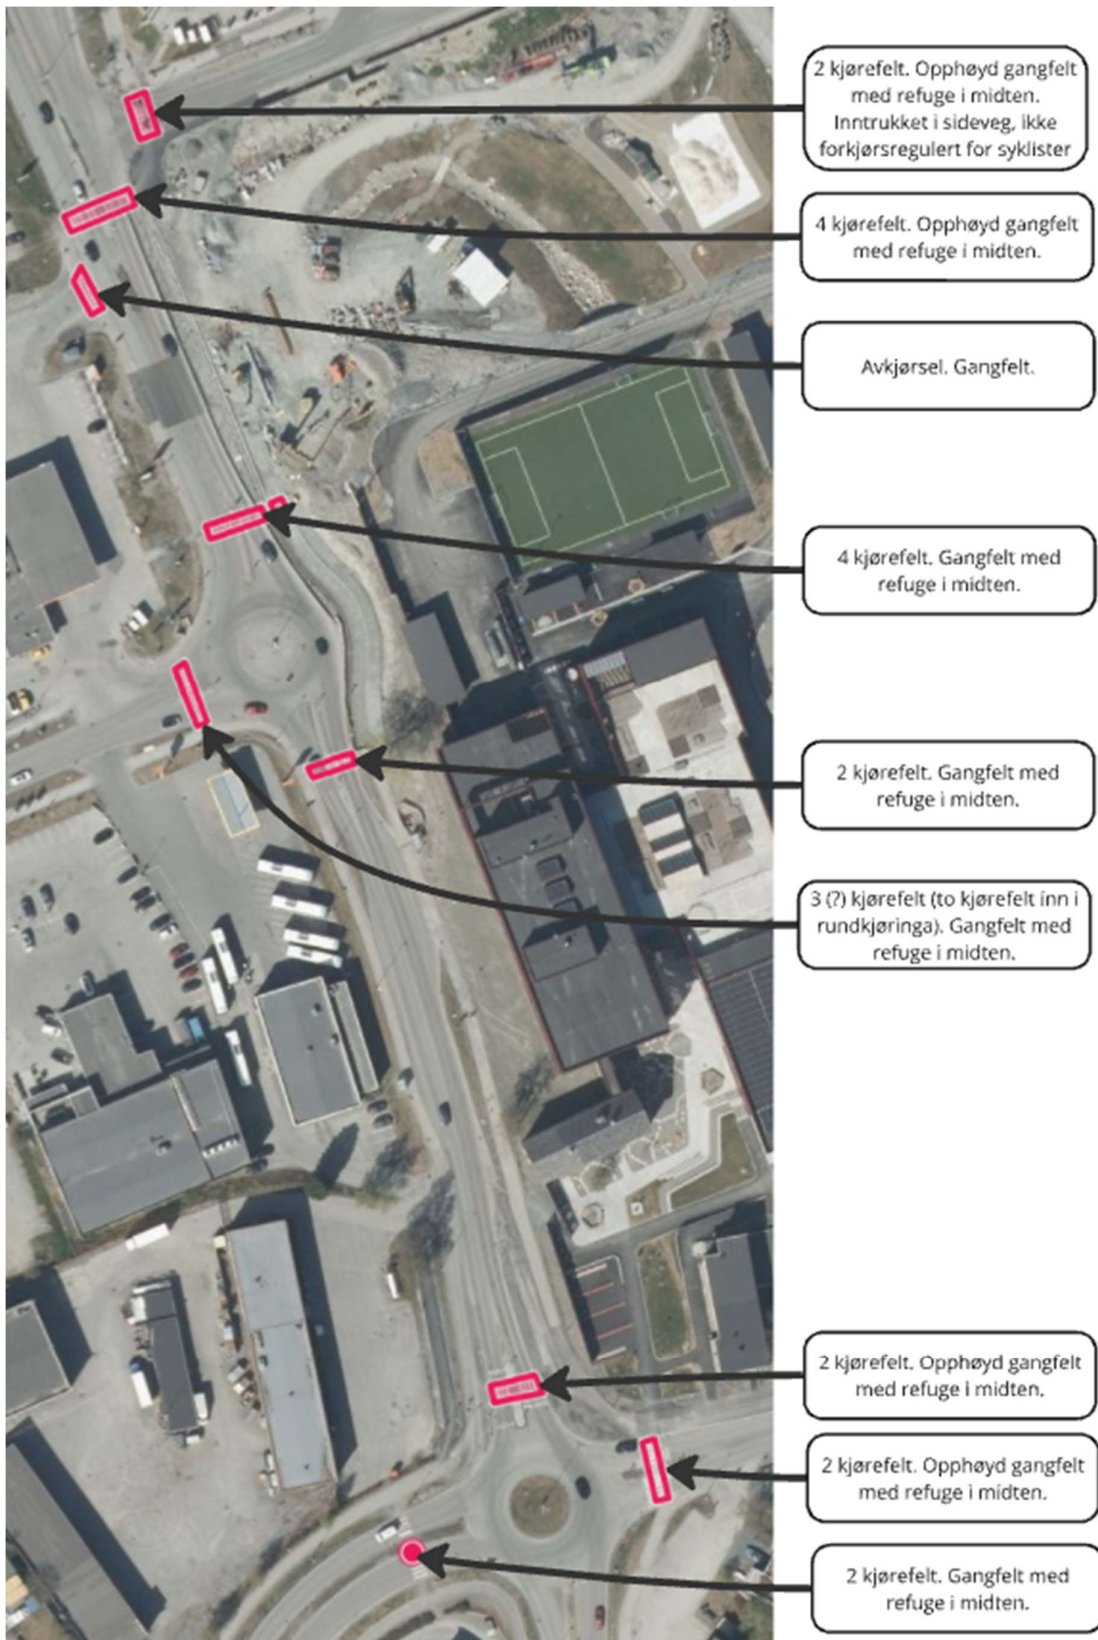 2 kjørefelt. Opphøyd gangfelt
med refuge i midten.
Inntrukket i sideveg, ikke
forkjørsregulert for syklister
4 kjørefelt. Opphøyd gangfelt
med refuge i midten.
Avkjørsel. Gangfelt.
4 kjørefelt. Gangfelt med
refuge i midten.
2 kjørefelt. Gangfelt med
refuge i midten.
3 (?) kjørefelt (to kjørefelt inn i
rundkjøringa). Gangfelt med
refuge i midten.
2 kjørefelt. Opphøyd gangfelt
med refuge i midten.
2 kjørefelt. Opphøyd gangfelt
med refuge i midten.
2 kjørefelt. Gangfelt med
refuge i midten.